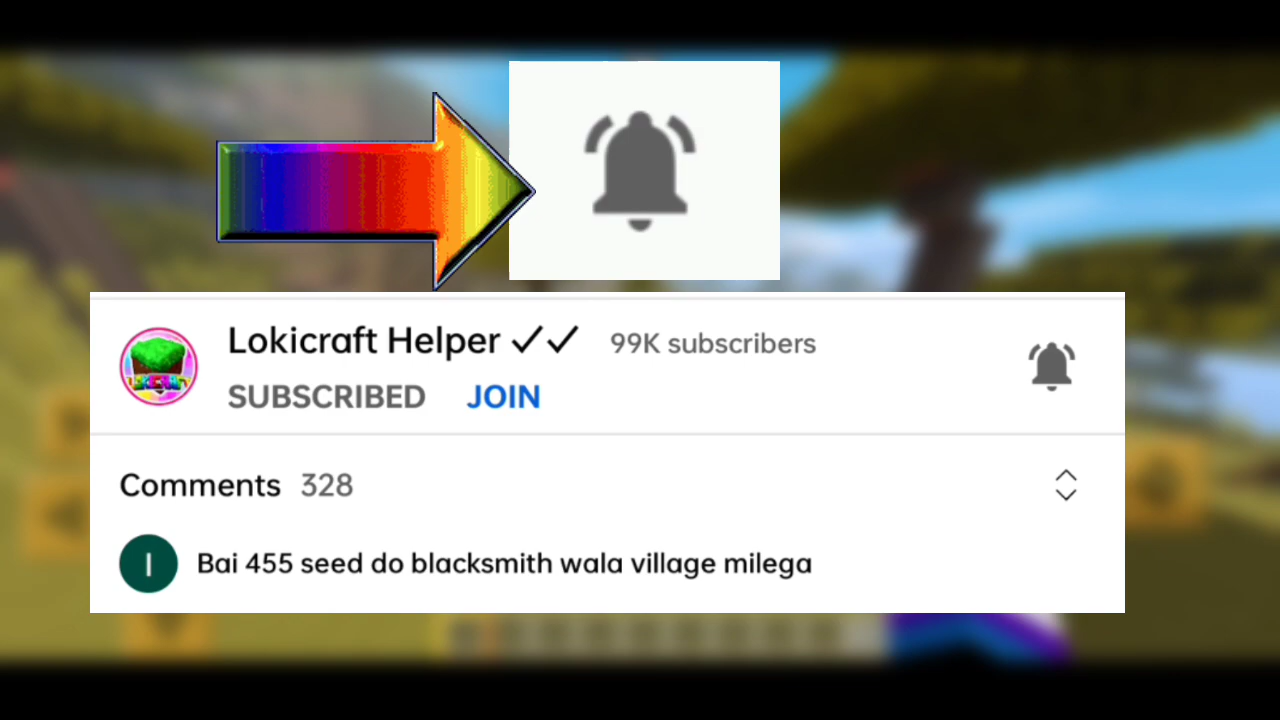 Lokicraft Helper ✓✓ 99K subscribers
SUBSCRIBED JOIN
Comments 328
I Bai 455 seed do blacksmith wala village milega